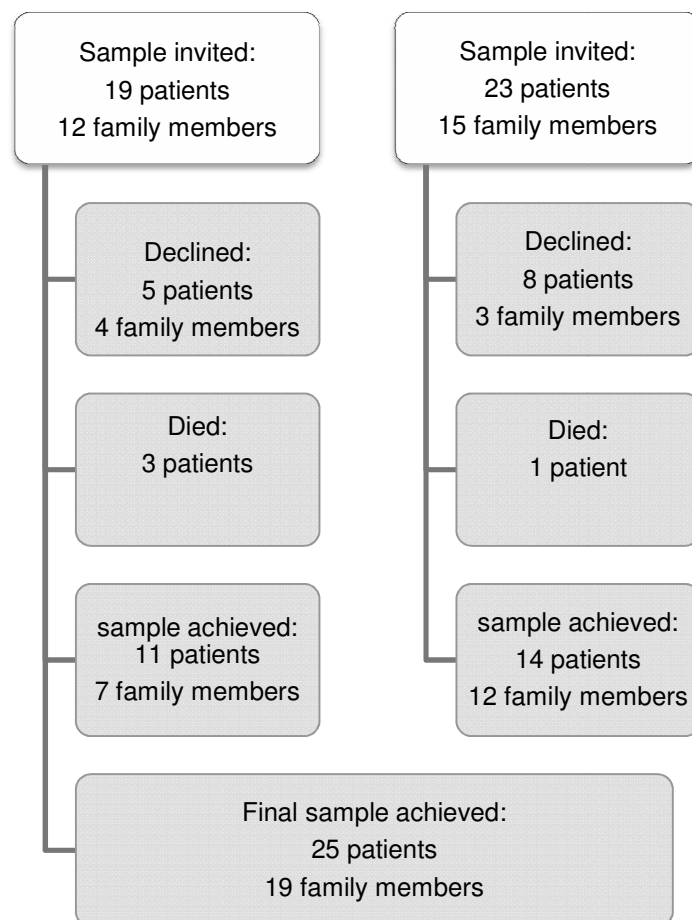 Sample invited:
19 patients
12 family members
Declined:
5 patients
4 family members
Died:
3 patients
sample achieved:
11 patients
7 family members
Sample invited:
23 patients
15 family members
Declined:
8 patients
3 family members
Died:
1 patient
sample achieved:
14 patients
12 family members
Final sample achieved:
25 patients
19 family members